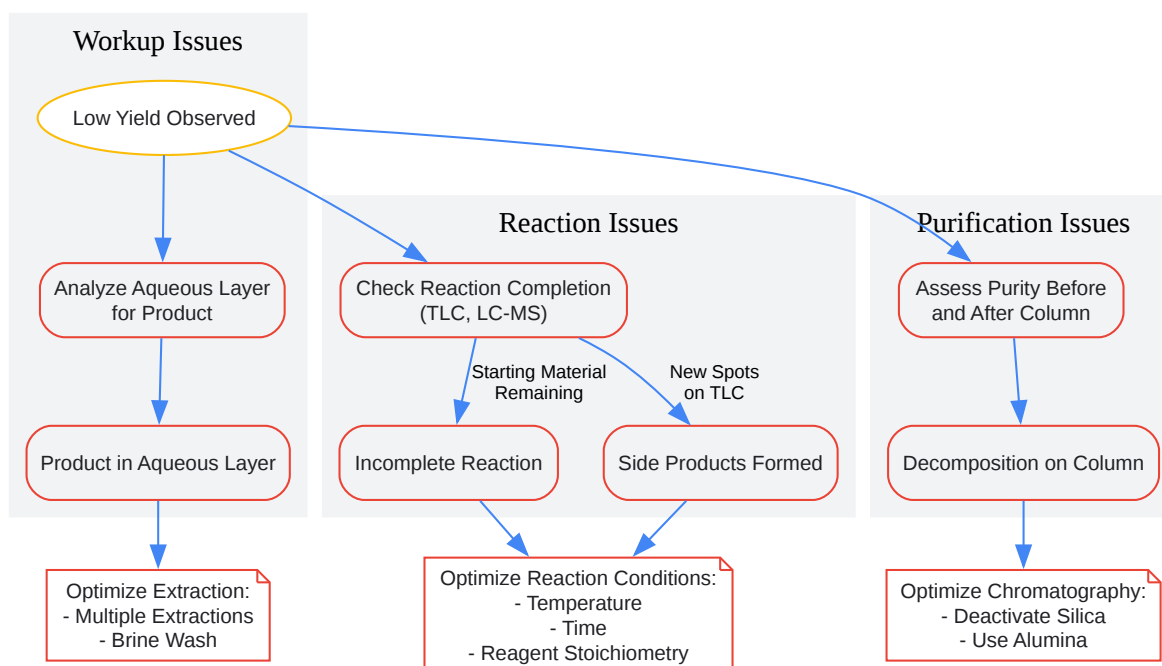 Workup Issues
Low Yield Observed
Reaction Issues
Purification Issues
Analyze Aqueous Layer
for Product
Check Reaction Completion
(TLC, LC-MS)
Assess Purity Before
and After Column
Starting Material
Remaining
New Spots
on TLC
Product in Aqueous Layer
Incomplete Reaction
Side Products Formed
Decomposition on Column
Optimize Extraction:
- Multiple Extractions
- Brine Wash
Optimize Reaction Conditions:
- Temperature
- Time
- Reagent Stoichiometry
Optimize Chromatography:
- Deactivate Silica
- Use Alumina